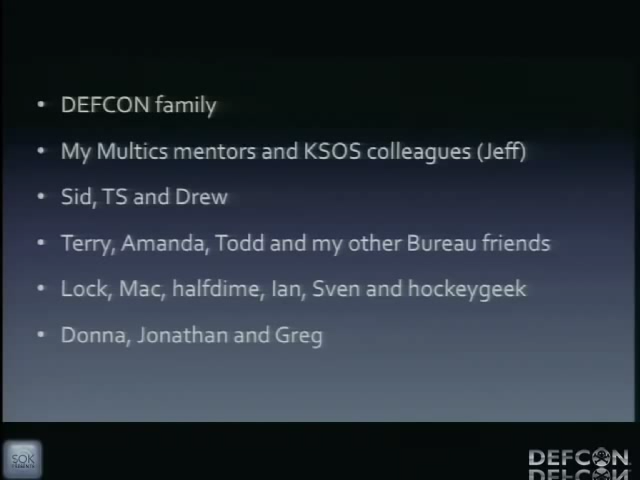 • DEFCON family
• My Multics mentors and KSOS colleagues (Jeff)
• Sid, TS and Drew
• Terry, Amanda, Todd and my other Bureau friends
• Lock, Mac, halfdime, Ian, Sven and hockeygeek
• Donna, Jonathan and Greg
SOK
DEFCON